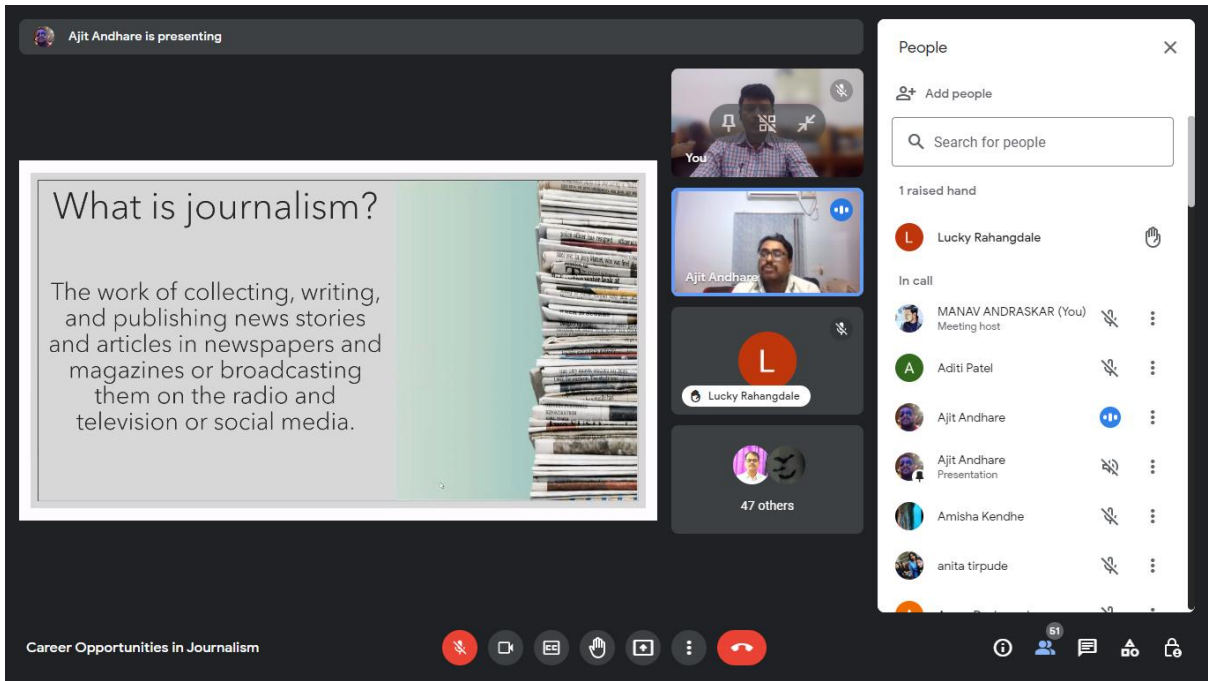 Ajit Andhare is presenting
What is journalism?
The work of collecting, writing,
and publishing news stories
and articles in newspapers and
magazines or broadcasting
them on the radio and
television or social media.
You
Ajit Andhare
L
Lucky Rahangdale
47 others
People
Add people
Search for people
1 raised hand
L
Lucky Rahangdale
In call
MANAV ANDRASKAR (You)
Meeting host
A
Aditi Patel
Ajit Andhare
Ajit Andhare
Presentation
Amisha Kendhe
anita tirpude
Career Opportunities in Journalism
CC
51